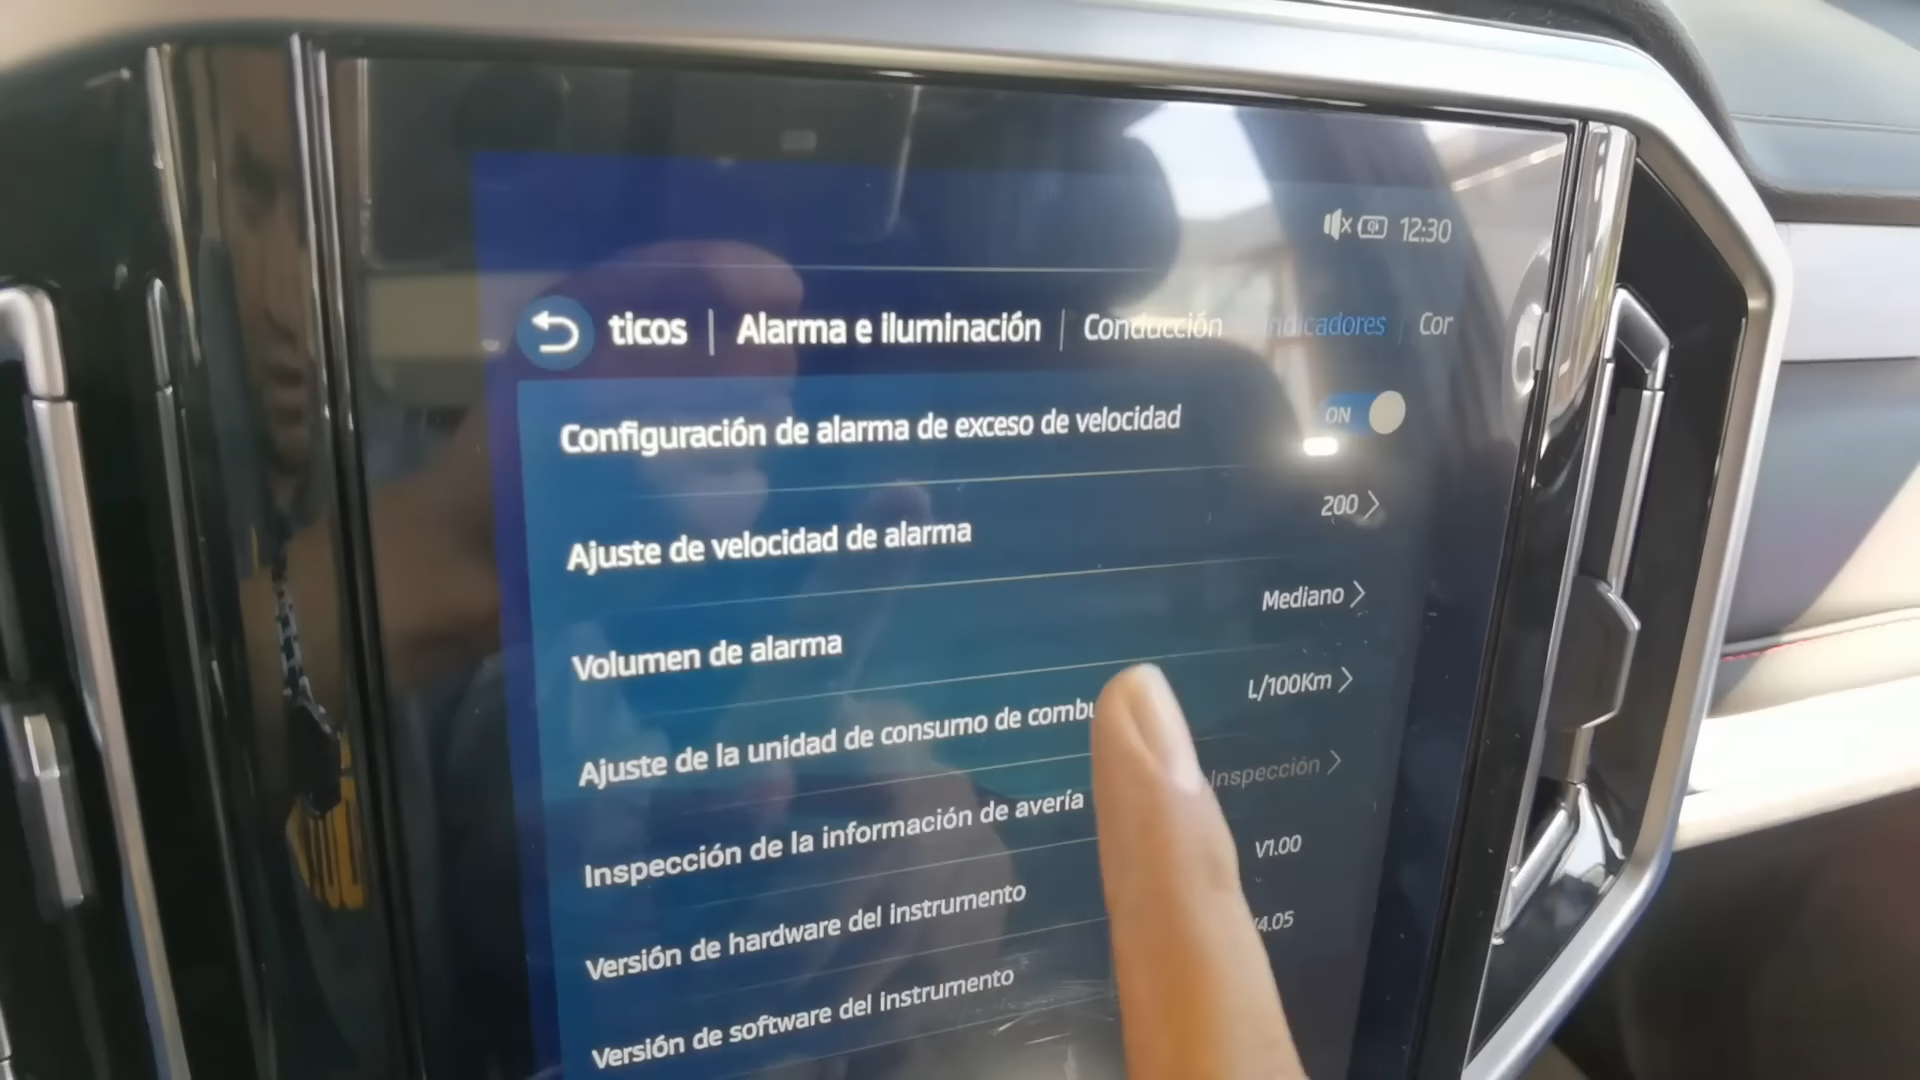 12:30
ticos | Alarma e iluminación | Conducción | ndicadores | Cor
Configuración de alarma de exceso de velocidad ON
Ajuste de velocidad de alarma 200
Volumen de alarma Mediano
Ajuste de la unidad de consumo de combu L/100Km
Inspección de la información de avería Inspección
Versión de hardware del instrumento V1.00
Versión de software del instrumento 4.05